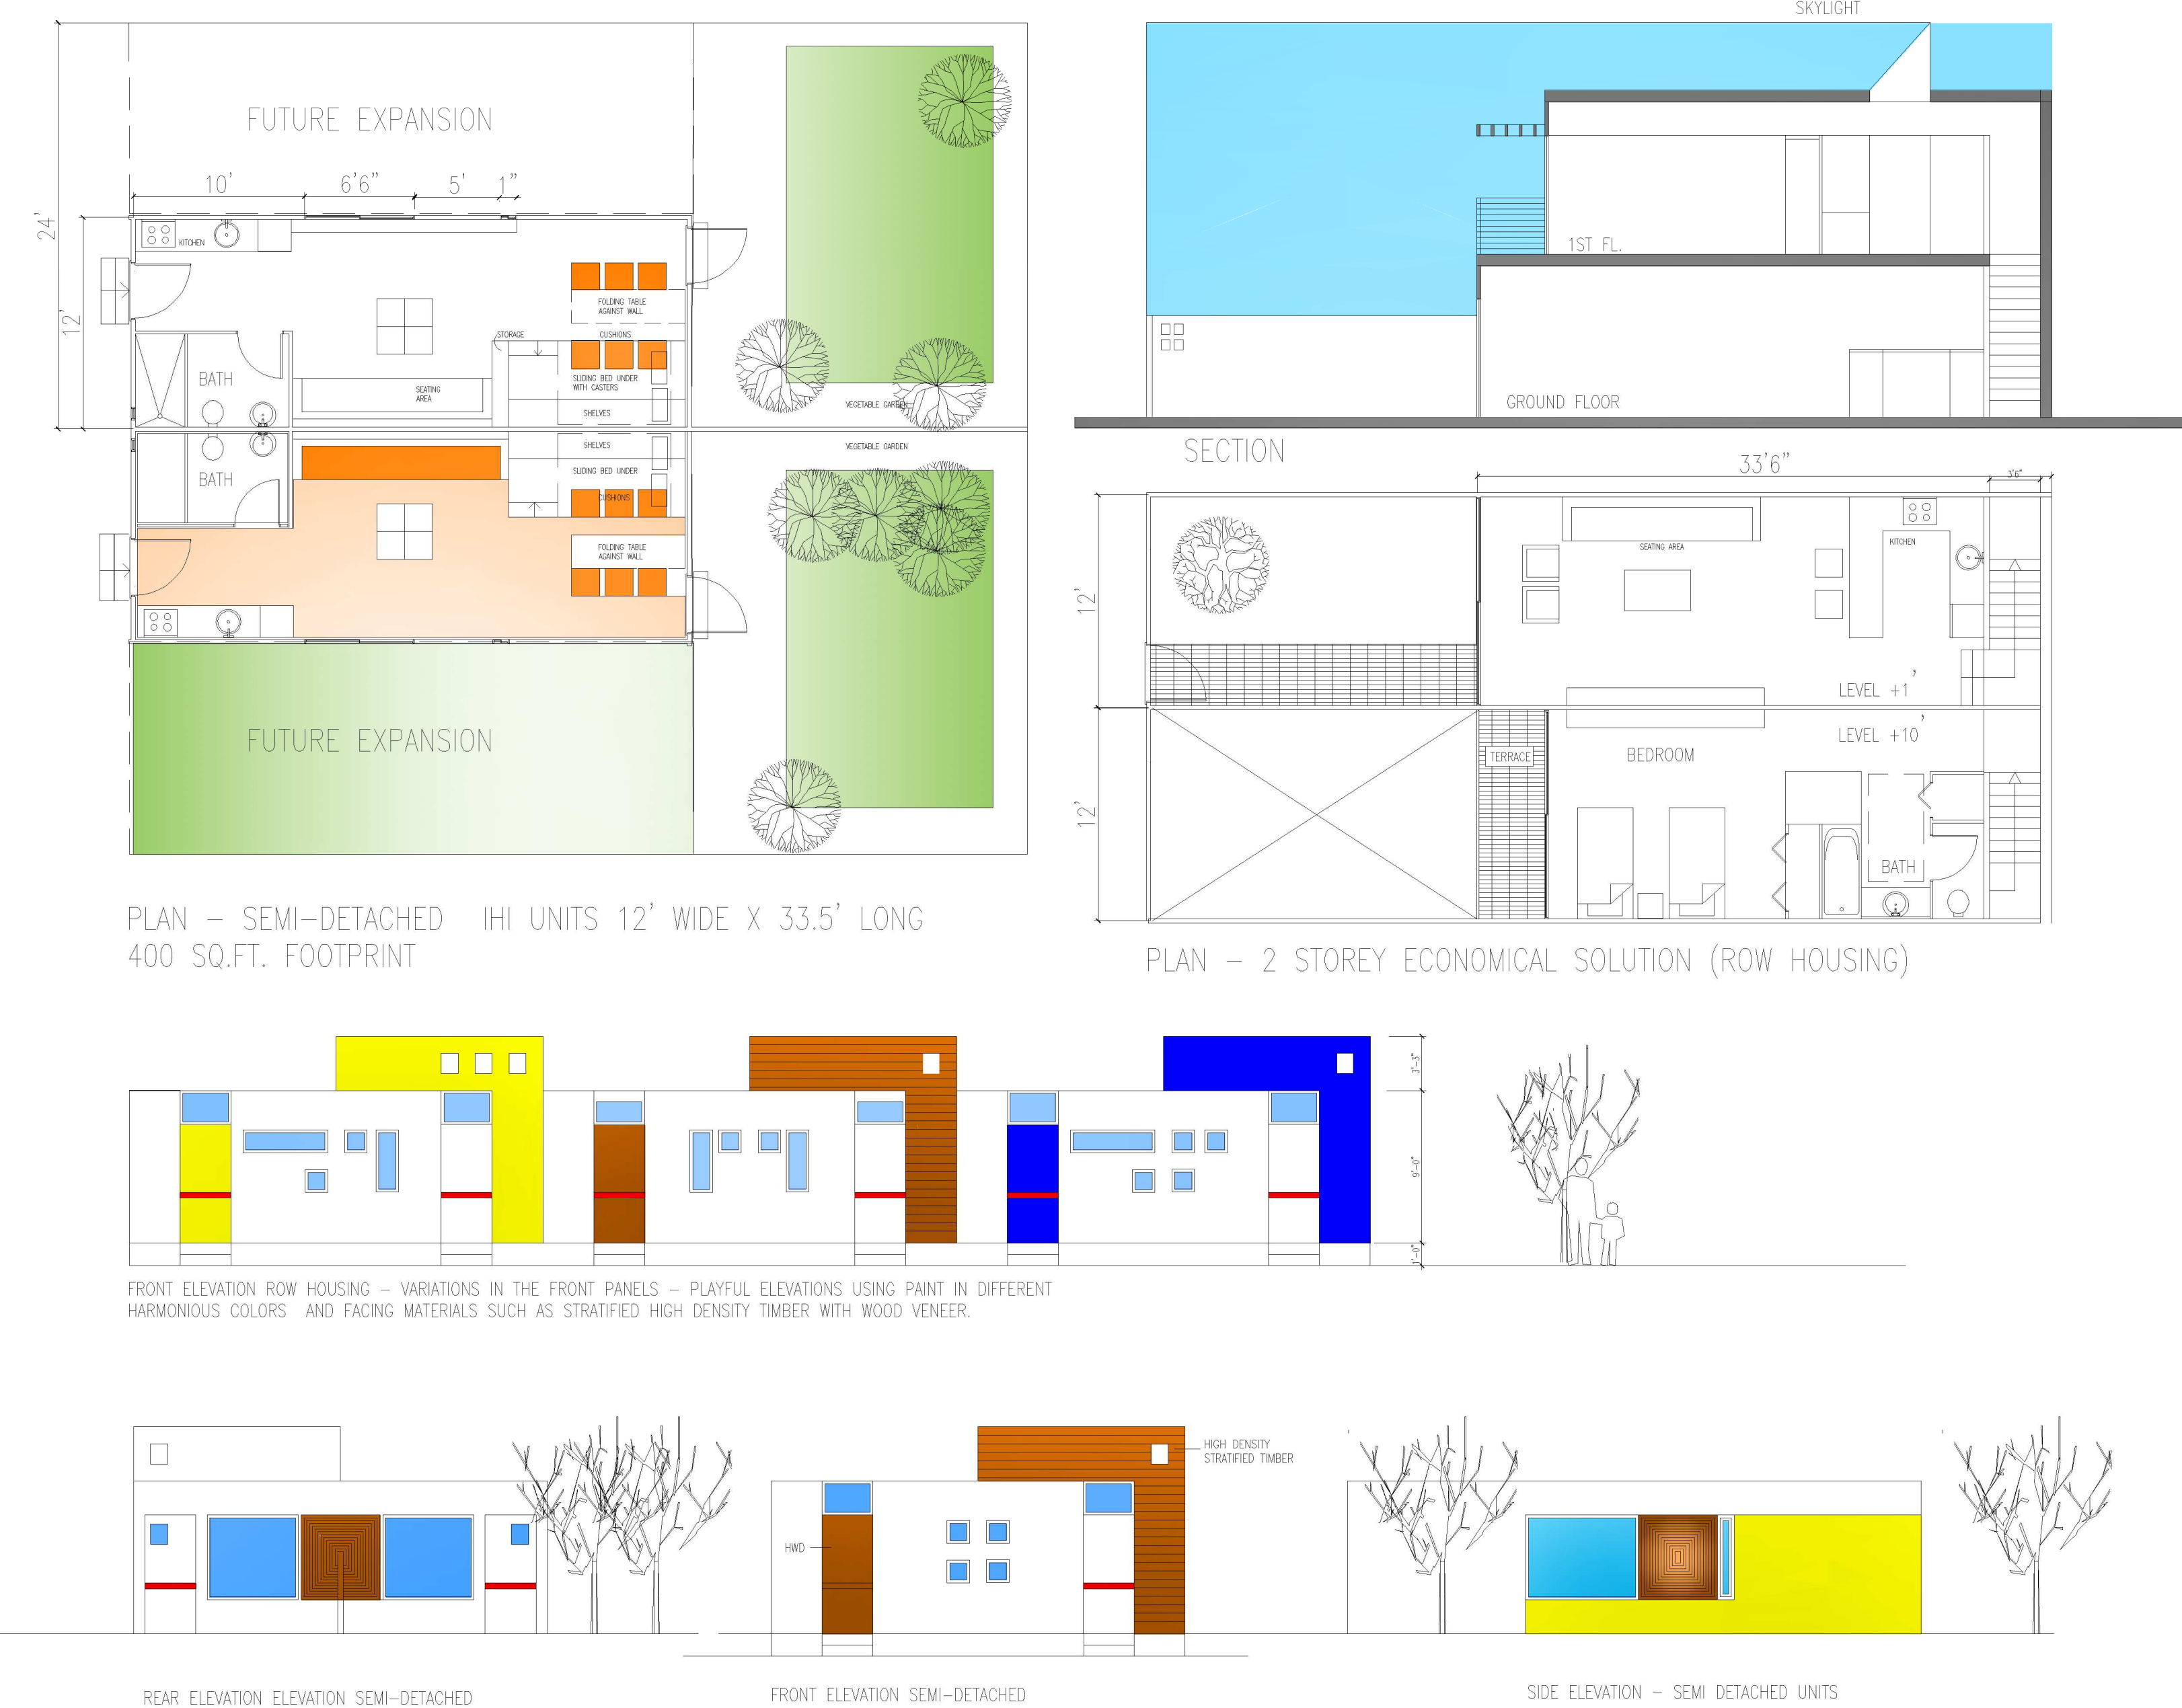 SKYLIGHT
FUTURE EXPANSION
10'
6'6"
5'
1"
24'
12'
KITCHEN
FOLDING TABLE
AGAINST WALL
STORAGE
CUSHIONS
BATH
SEATING
AREA
SLIDING BED UNDER
WITH CASTERS
SHELVES
VEGETABLE GARDEN
SHELVES
VEGETABLE GARDEN
BATH
SLIDING BED UNDER
CUSHIONS
FOLDING TABLE
AGAINST WALL
FUTURE EXPANSION
PLAN - SEMI-DETACHED IHI UNITS 12' WIDE X 33.5' LONG
400 SQ.FT. FOOTPRINT
1ST FL.
GROUND FLOOR
SECTION
33'6"
3'6"
12'
SEATING AREA
KITCHEN
LEVEL +1'
12'
LEVEL +10'
TERRACE
BEDROOM
BATH
PLAN - 2 STOREY ECONOMICAL SOLUTION (ROW HOUSING)
3'-3"
9'-0"
1'-0"
FRONT ELEVATION ROW HOUSING - VARIATIONS IN THE FRONT PANELS - PLAYFUL ELEVATIONS USING PAINT IN DIFFERENT
HARMONIOUS COLORS AND FACING MATERIALS SUCH AS STRATIFIED HIGH DENSITY TIMBER WITH WOOD VENEER.
HIGH DENSITY
STRATIFIED TIMBER
HWD
REAR ELEVATION ELEVATION SEMI-DETACHED
FRONT ELEVATION SEMI-DETACHED
SIDE ELEVATION - SEMI DETACHED UNITS